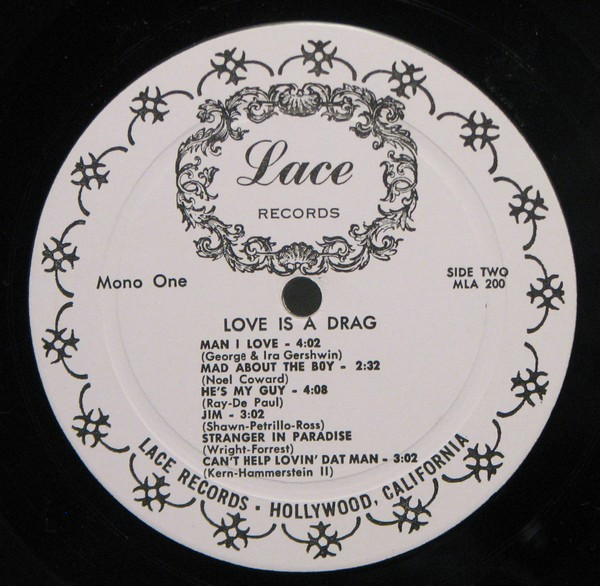 Lace
RECORDS
Mono One
SIDE TWO
MLA 200
LOVE IS A DRAG
MAN I LOVE - 4:02
(George & Ira Gershwin)
MAD ABOUT THE BOY - 2:32
(Noel Coward)
HE'S MY GUY - 4:08
(Ray-De Paul)
JIM - 3:02
(Shawn-Petrillo-Ross)
STRANGER IN PARADISE
(Wright-Forrest)
CAN'T HELP LOVIN' DAT MAN - 3:02
(Kern-Hammerstein II)
LACE RECORDS • HOLLYWOOD, CALIFORNIA